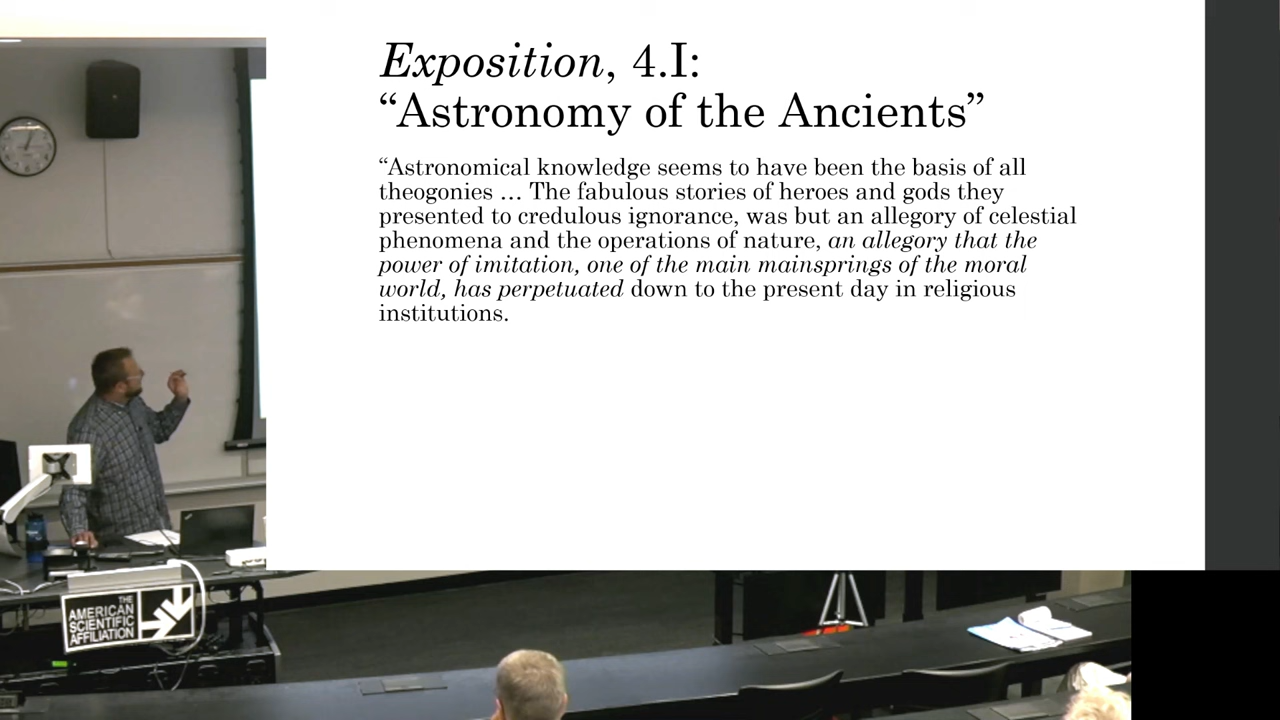 Exposition, 4.I:
“Astronomy of the Ancients”
“Astronomical knowledge seems to have been the basis of all
theogonies … The fabulous stories of heroes and gods they
presented to credulous ignorance, was but an allegory of celestial
phenomena and the operations of nature, an allegory that the
power of imitation, one of the main mainsprings of the moral
world, has perpetuated down to the present day in religious
institutions.
THE
AMERICAN
SCIENTIFIC
AFFILIATION